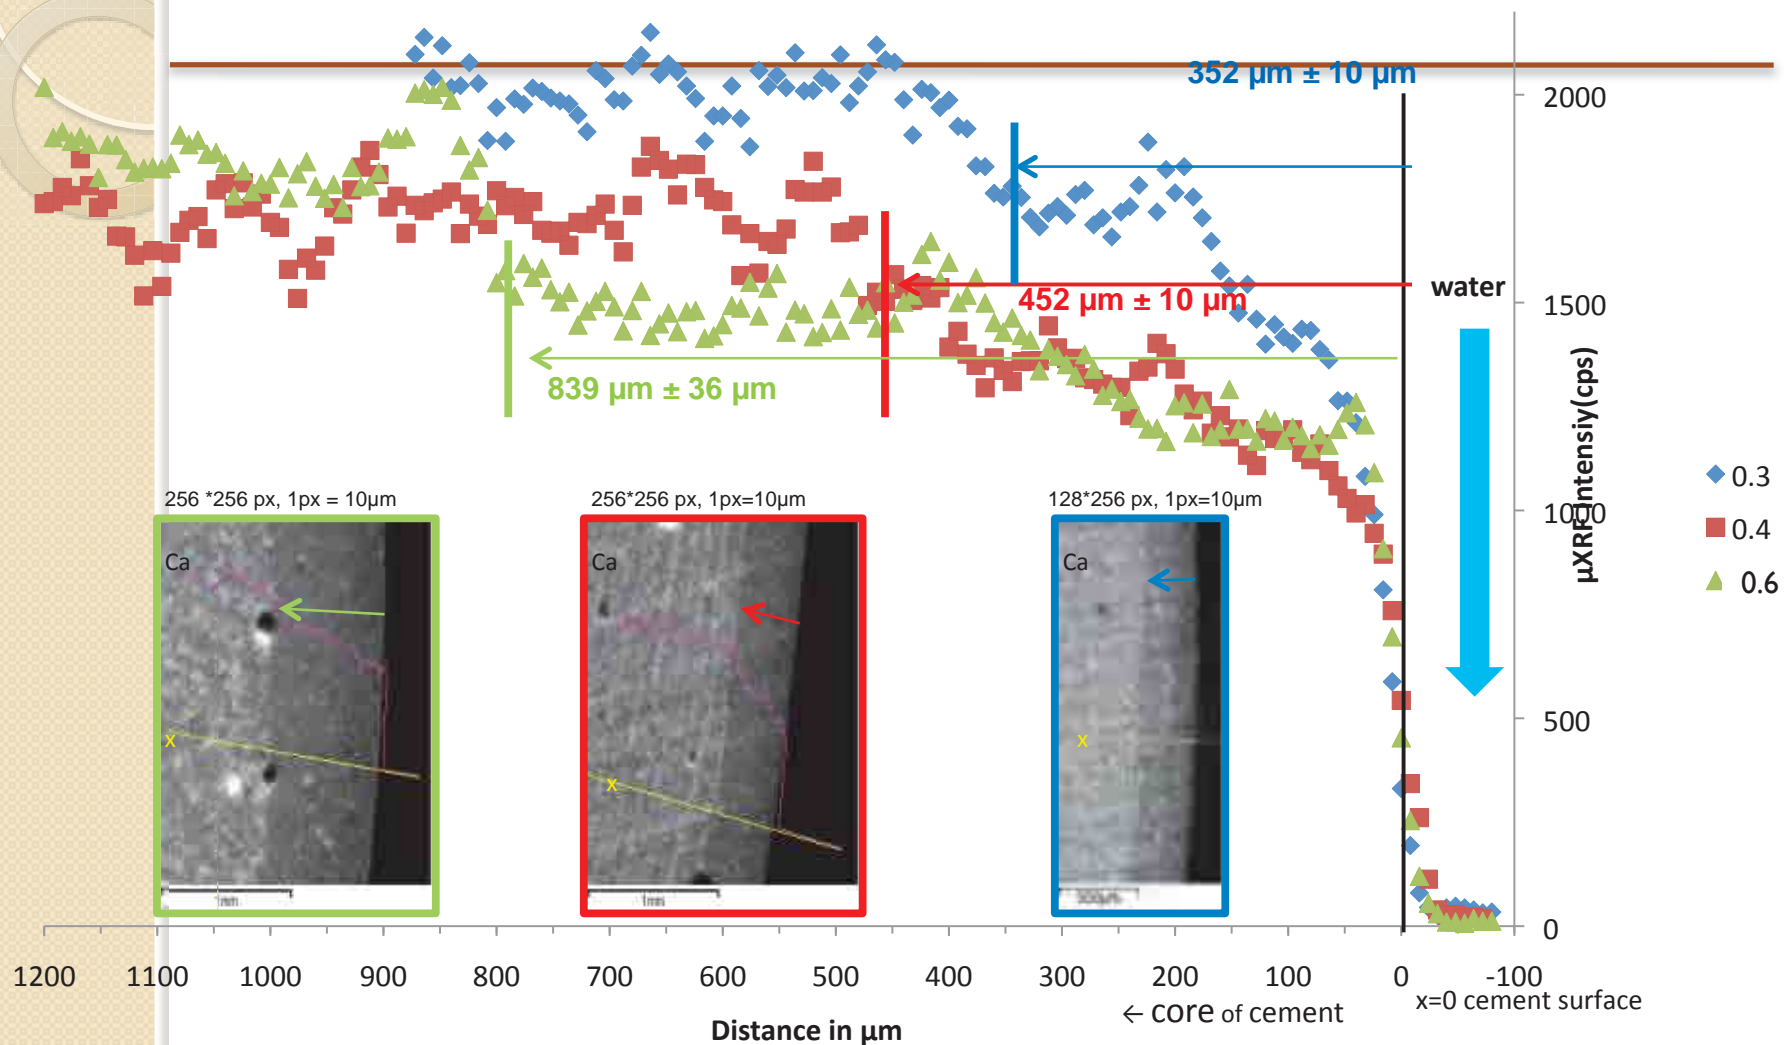 352 µm ± 10 µm
2000
water
452 µm ± 10 µm
1500
839 µm ± 36 µm
µXRF Intensiy(cps)
0.3
256 *256 px, 1px = 10µm
256*256 px, 1px=10µm
128*256 px, 1px=10µm
1000
0.4
Ca
Ca
Ca
0.6
x
x
x
500
1mm
1mm
300µm
0
1200
1100
1000
900
800
700
600
500
400
300
200
100
0
-100
← core of cement
x=0 cement surface
Distance in µm